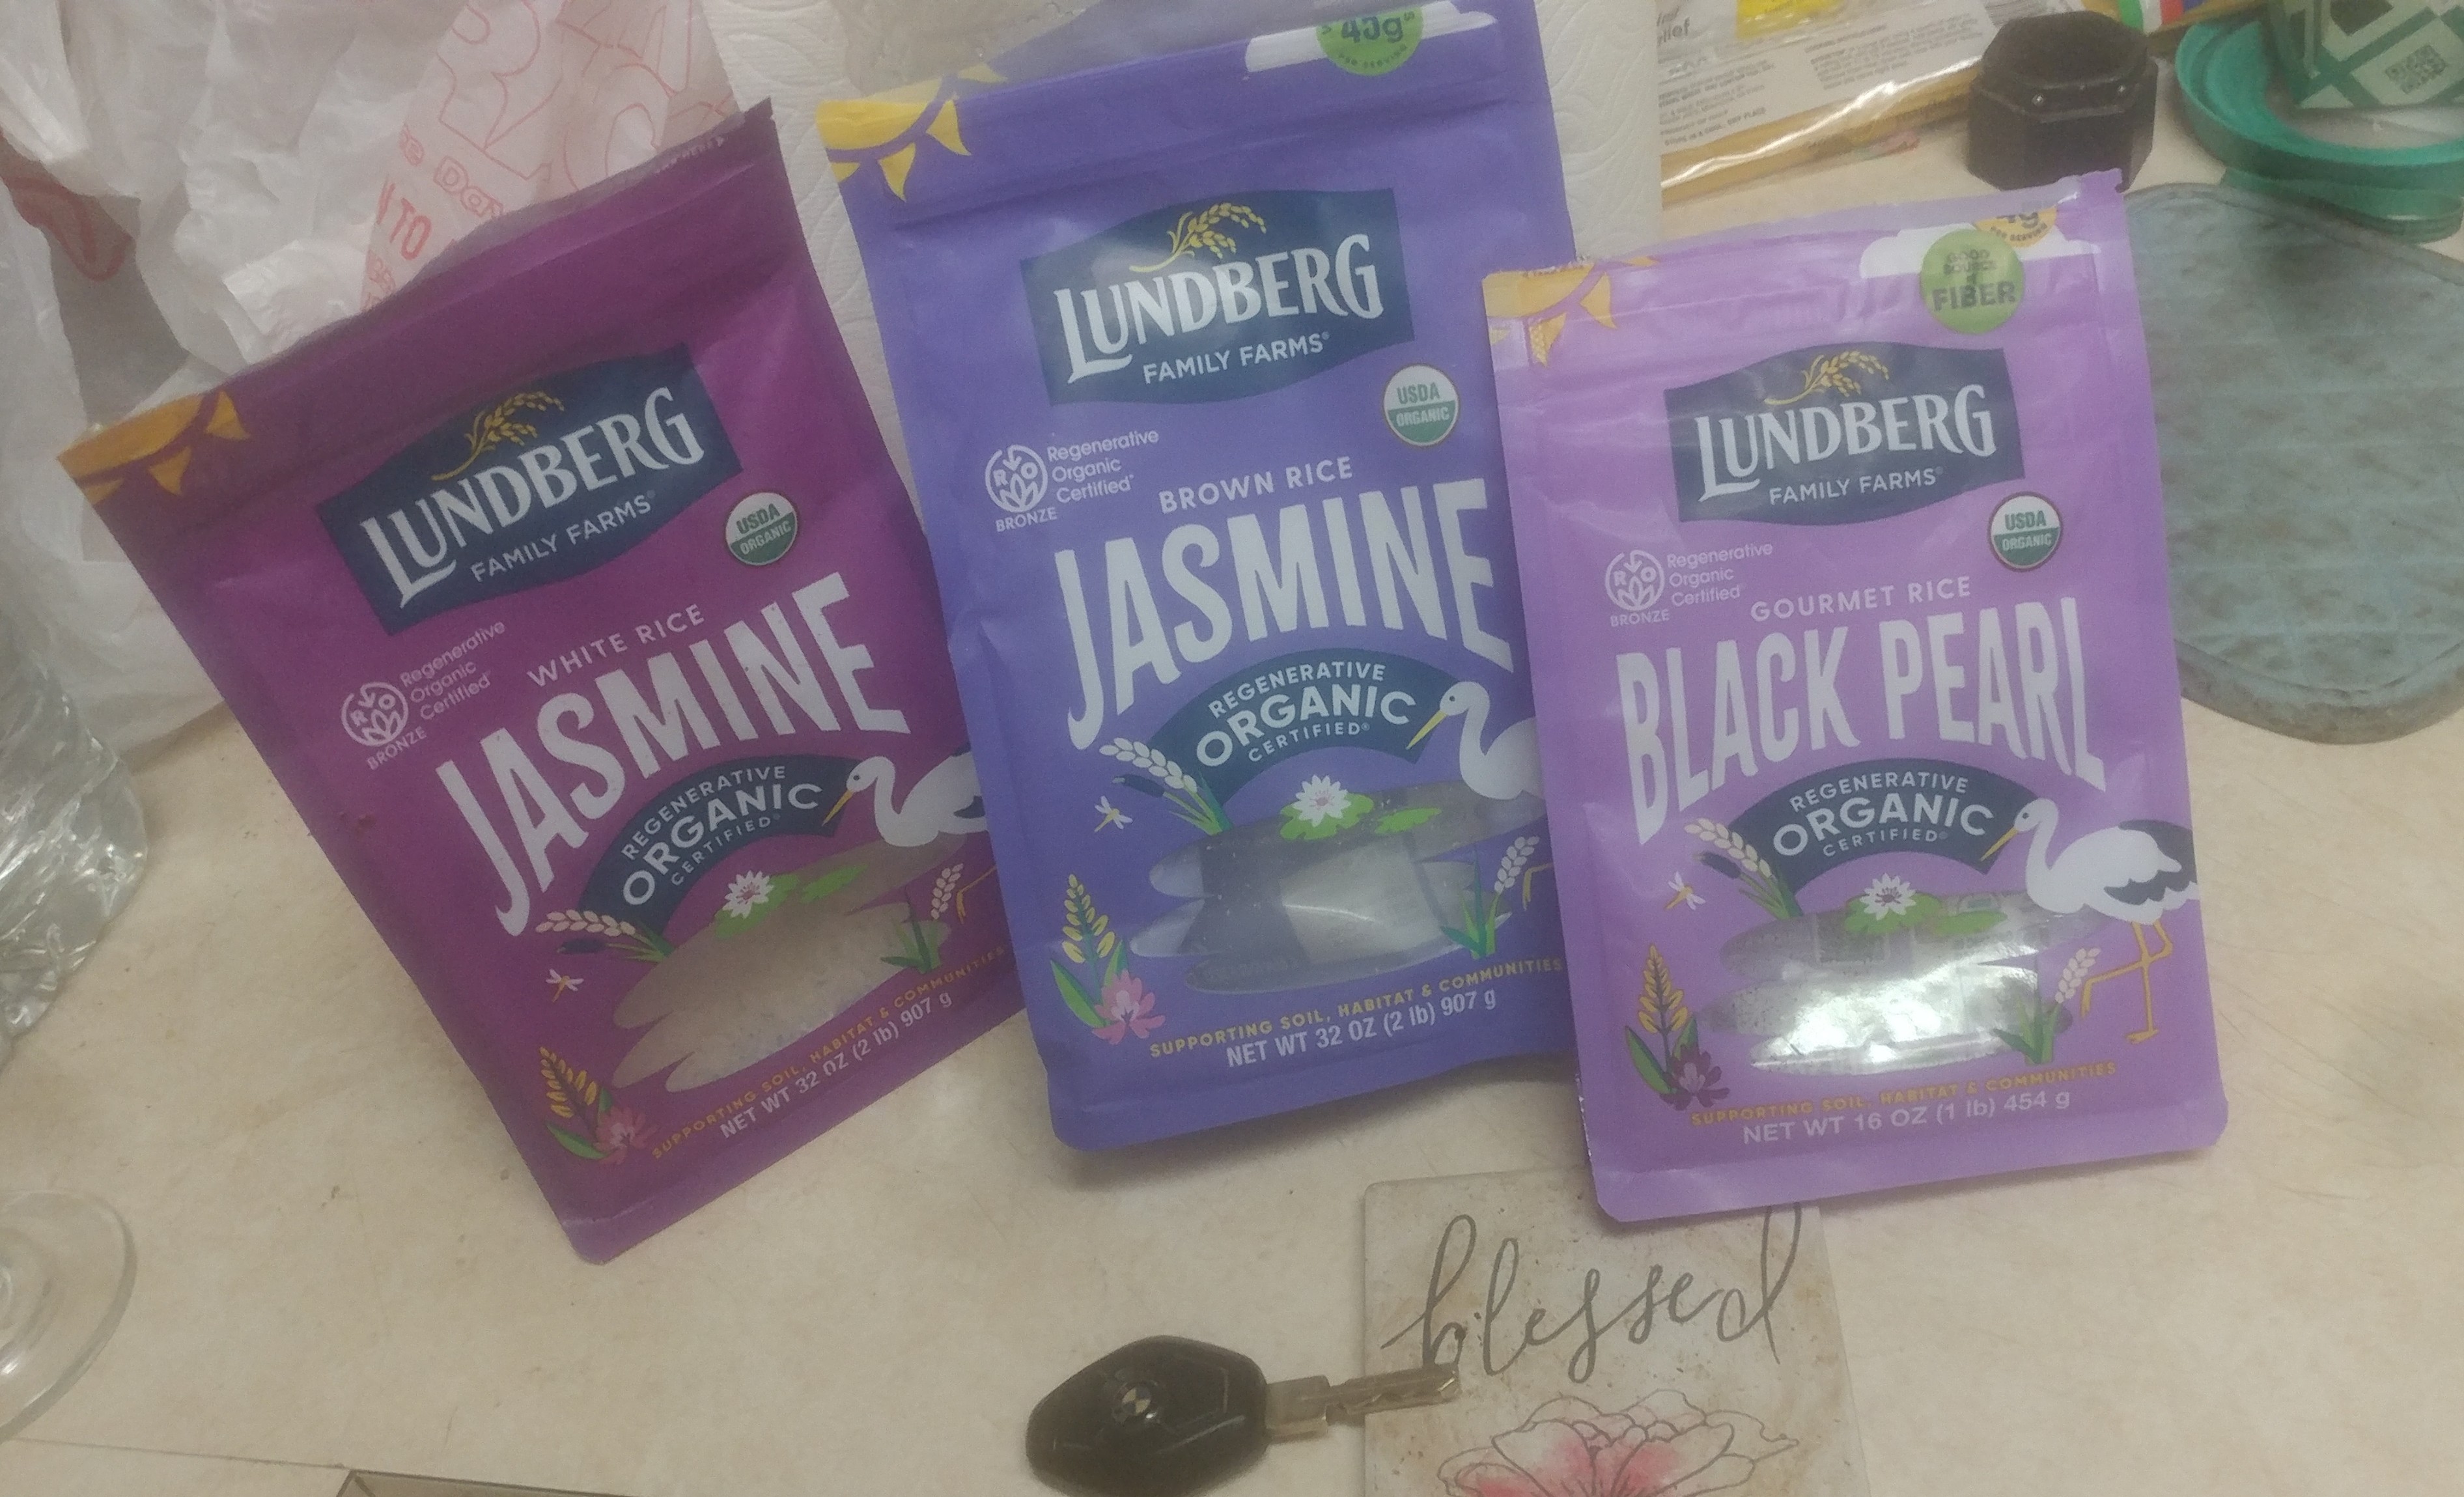 LUNDBERG
FAMILY FARMS®
USDA
ORGANIC
Regenerative
Organic
Certified®
BRONZE
WHITE RICE
JASMINE
REGENERATIVE
ORGANIC
CERTIFIED®
SUPPORTING SOIL, HABITAT & COMMUNITIES
NET WT 32 OZ (2 lb) 907 g
LUNDBERG
FAMILY FARMS®
USDA
ORGANIC
Regenerative
Organic
Certified®
BRONZE
BROWN RICE
JASMINE
REGENERATIVE
ORGANIC
CERTIFIED®
SUPPORTING SOIL, HABITAT & COMMUNITIES
NET WT 32 OZ (2 lb) 907 g
PER SERVING
GOOD
SOURCE
FIBER
LUNDBERG
FAMILY FARMS®
USDA
ORGANIC
Regenerative
Organic
Certified®
BRONZE
GOURMET RICE
BLACK PEARL
REGENERATIVE
ORGANIC
CERTIFIED®
SUPPORTING SOIL, HABITAT & COMMUNITIES
NET WT 16 OZ (1 lb) 454 g
blessed